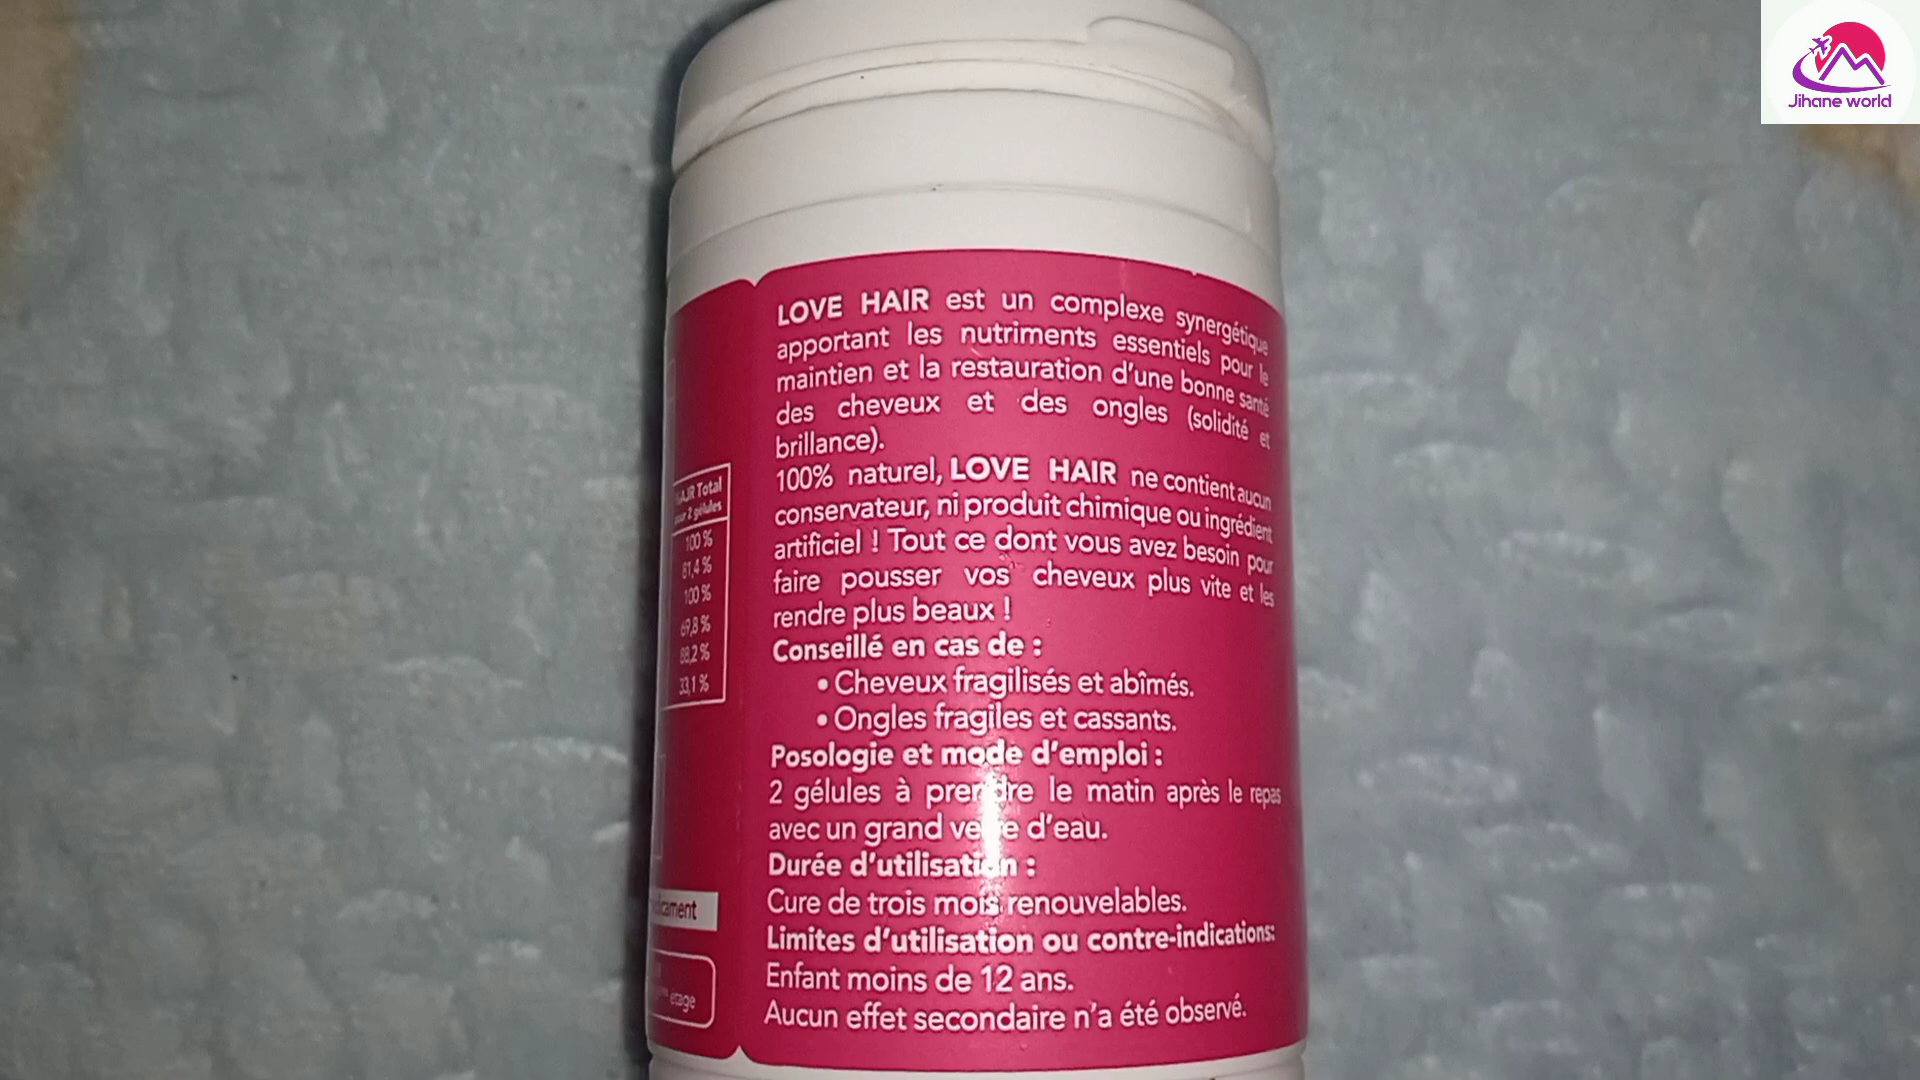 Jihane world
LOVE HAIR est un complexe synergétique
apportant les nutriments essentiels pour le
maintien et la restauration d'une bonne santé
des cheveux et des ongles (solidité et
brillance).
100% naturel, LOVE HAIR ne contient aucun
conservateur, ni produit chimique ou ingrédient
artificiel ! Tout ce dont vous avez besoin pour
faire pousser vos cheveux plus vite et les
rendre plus beaux !
Conseillé en cas de :
• Cheveux fragilisés et abîmés.
• Ongles fragiles et cassants.
Posologie et mode d'emploi :
2 gélules à prendre le matin après le repas
avec un grand verre d'eau.
Durée d'utilisation :
Cure de trois mois renouvelables.
Limites d'utilisation ou contre-indications:
Enfant moins de 12 ans.
Aucun effet secondaire n'a été observé.
Total
2 gélules
100 %
81,4 %
100 %
69,8 %
88,2 %
33,1 %